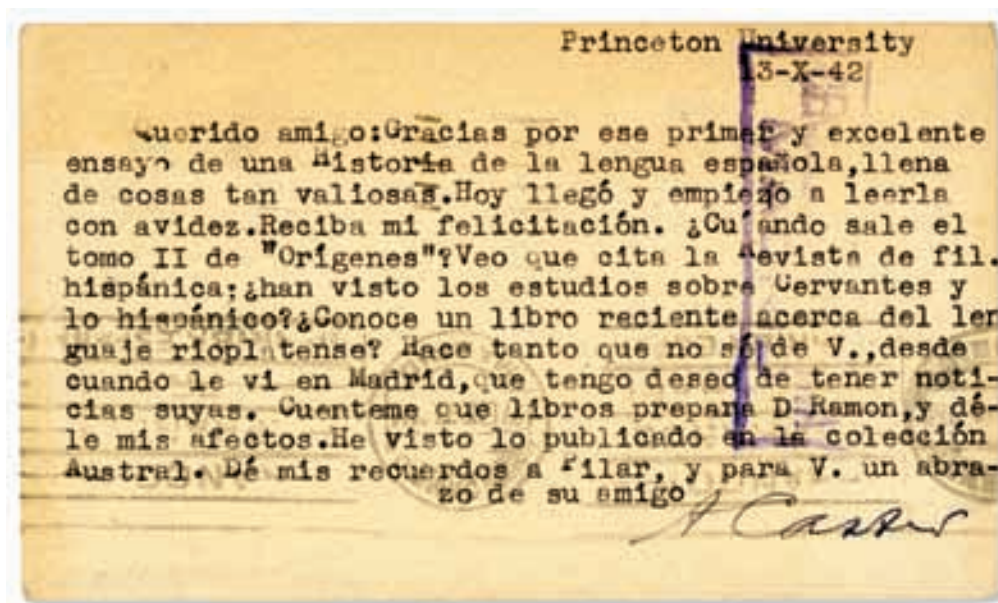 Princeton University
13-X-42
Querido amigo:Gracias por ese primer y excelente
ensayo de una Historia de la lengua española,llena
de cosas tan valiosas.Hoy llegó y empiezo a leerla
con avidez.Reciba mi felicitación. ¿Cuándo sale el
tomo II de "Orígenes"?Veo que cita la Revista de fil.
hispánica:¿han visto los estudios sobre Cervantes y
lo hispánico?¿Conoce un libro reciente acerca del len
guaje rioplatense? Hace tanto que no sé de V.,desde
cuando le vi en Madrid,que tengo deseo de tener noti-
cias suyas. Cuenteme que libros prepara D Ramon,y dé-
le mis afectos.He visto lo publicado en la colección
Austral. Dé mis recuerdos a Pilar, y para V. un abra-
zo de su amigo
A Castro